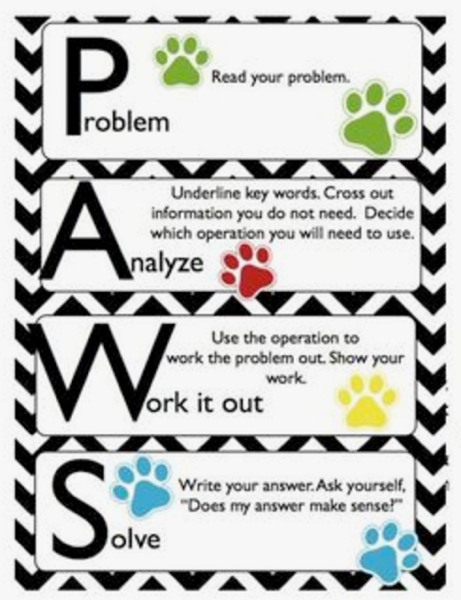 Problem
Read your problem.
Analyze
Underline key words. Cross out
information you do not need. Decide
which operation you will need to use.
Work it out
Use the operation to
work the problem out. Show your
work.
Solve
Write your answer. Ask yourself,
"Does my answer make sense?"